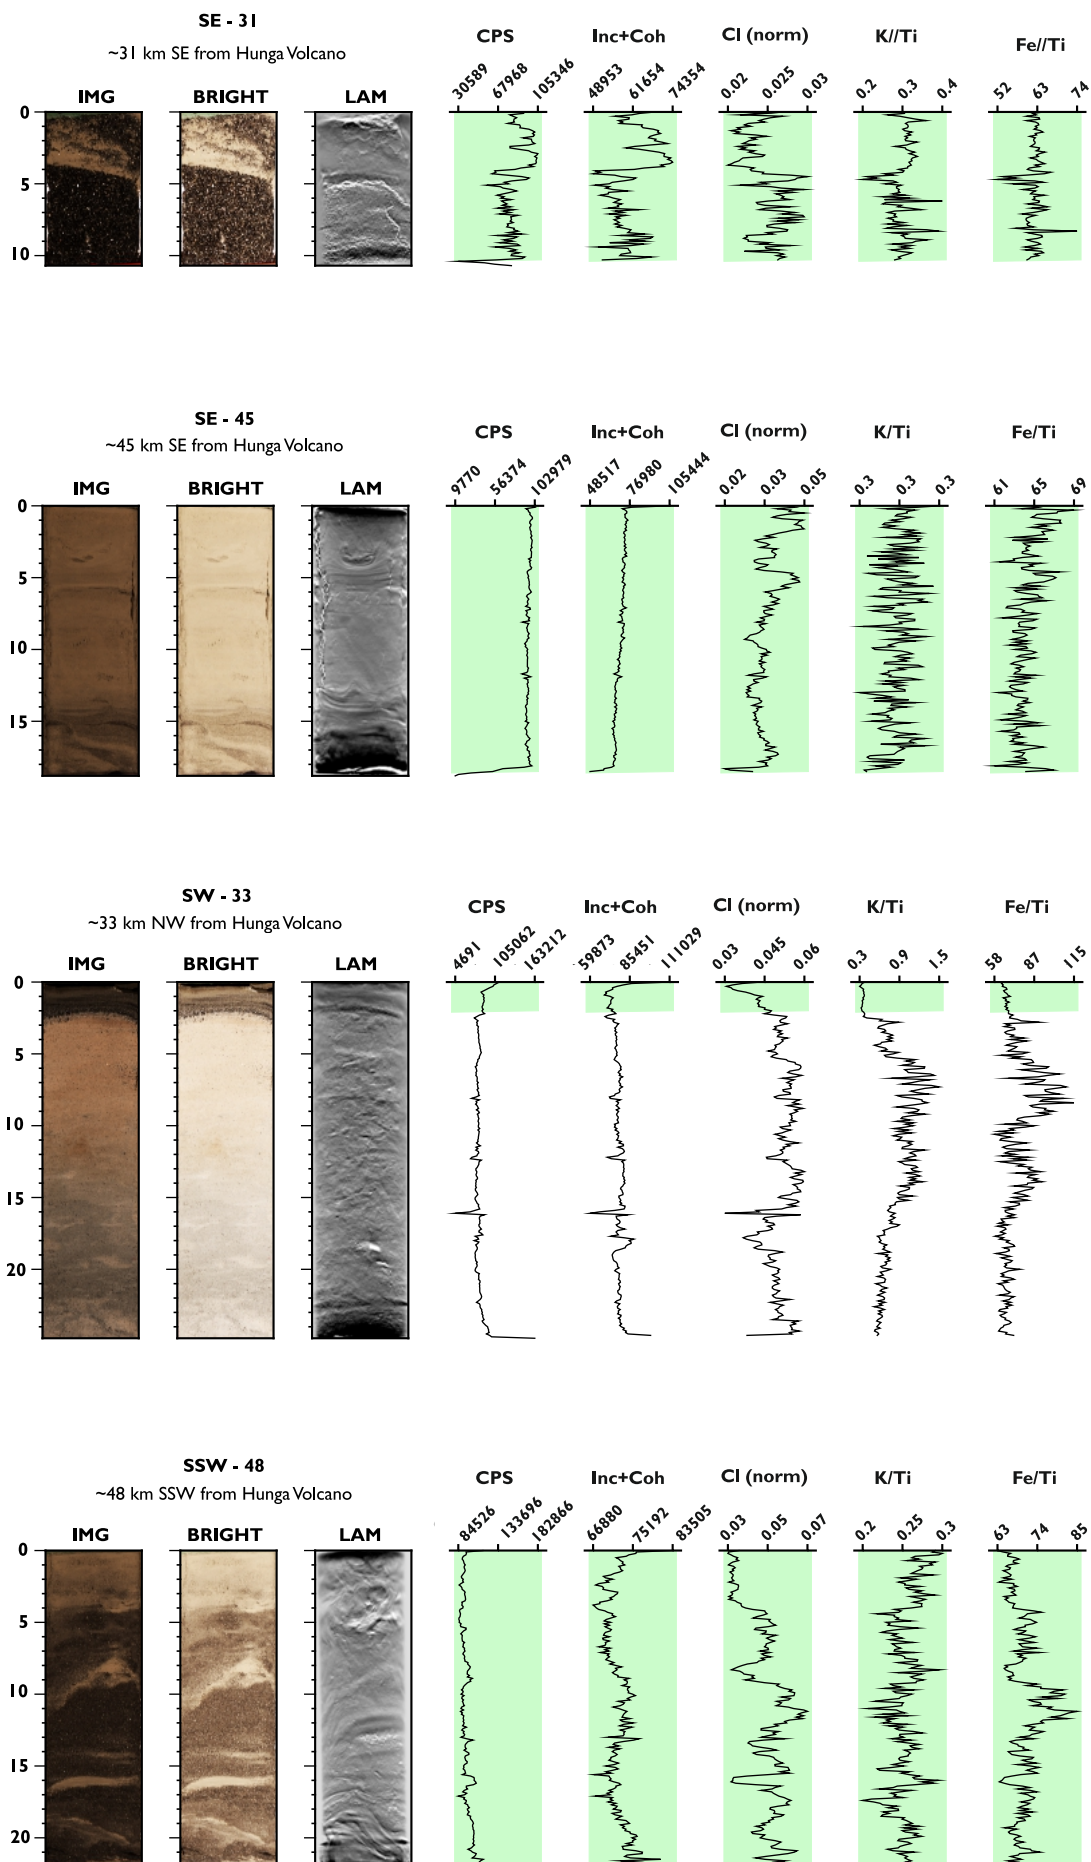 SE - 31
~31 km SE from Hunga Volcano
IMG BRIGHT LAM CPS Inc+Coh Cl (norm) K//Ti Fe//Ti
30589 67968 105346 48953 61654 74354 0.02 0.025 0.03 0.2 0.3 0.4 52 63 74
0
5
10
SE - 45
~45 km SE from Hunga Volcano
IMG BRIGHT LAM CPS Inc+Coh Cl (norm) K/Ti Fe/Ti
9770 56374 102979 48517 76980 105444 0.02 0.03 0.05 0.3 0.3 0.3 61 65 69
0
5
10
15
SW - 33
~33 km NW from Hunga Volcano
IMG BRIGHT LAM CPS Inc+Coh Cl (norm) K/Ti Fe/Ti
4691 105062 163212 59873 85451 111029 0.03 0.045 0.06 0.3 0.9 1.5 58 87 115
0
5
10
15
20
SSW - 48
~48 km SSW from Hunga Volcano
IMG BRIGHT LAM CPS Inc+Coh Cl (norm) K/Ti Fe/Ti
84526 133696 182866 66880 75192 83505 0.03 0.05 0.07 0.2 0.25 0.3 63 74 85
0
5
10
15
20